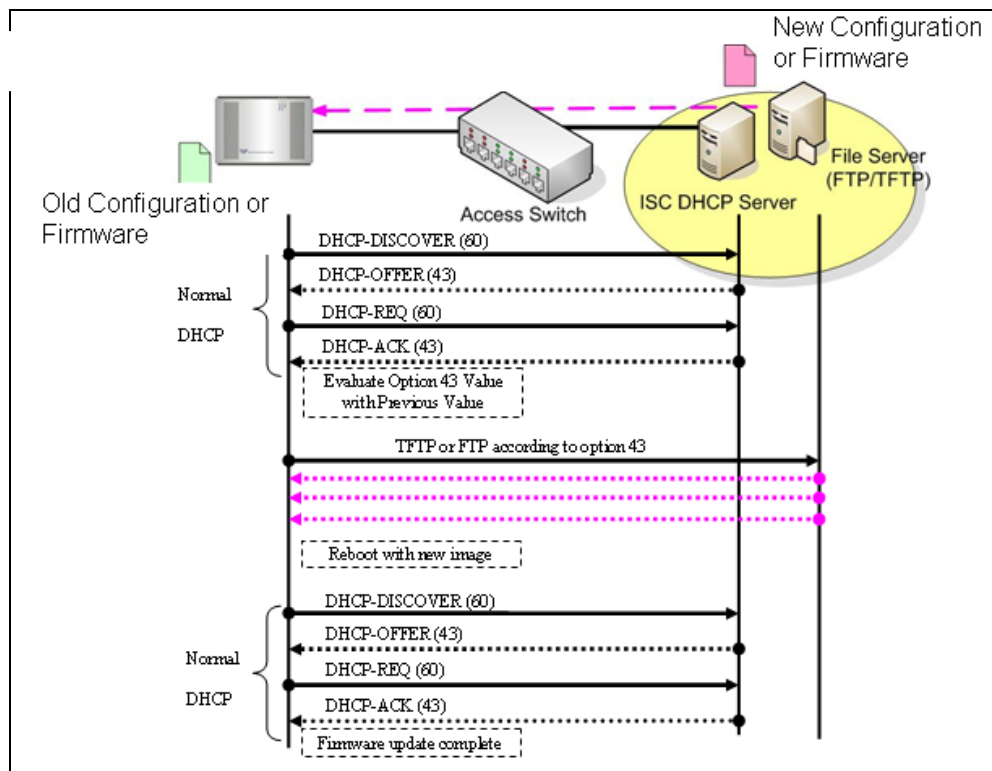 New Configuration
or Firmware
File Server
(FTP/TFTP)
ISC DHCP Server
Access Switch
Old Configuration or
Firmware
DHCP-DISCOVER (60)
DHCP-OFFER (43)
Normal
DHCP
DHCP-REQ (60)
DHCP-ACK (43)
Evaluate Option 43 Value
with Previous Value
TFTP or FTP according to option 43
Reboot with new image
DHCP-DISCOVER (60)
DHCP-OFFER (43)
Normal
DHCP
DHCP-REQ (60)
DHCP-ACK (43)
Firmware update complete